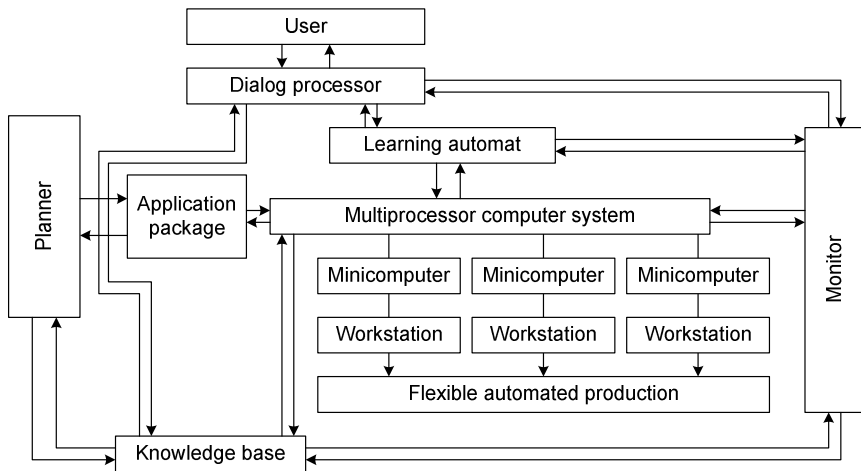 User
Dialog processor
Learning automat
Planner
Application
package
Multiprocessor computer system
Monitor
Minicomputer
Minicomputer
Minicomputer
Workstation
Workstation
Workstation
Flexible automated production
Knowledge base